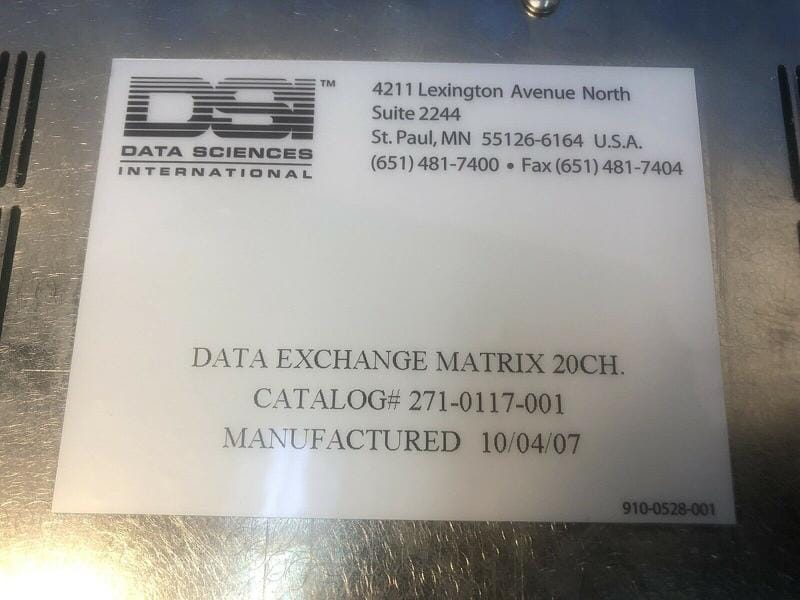 DSI™
DATA SCIENCES
INTERNATIONAL
4211 Lexington Avenue North
Suite 2244
St. Paul, MN 55126-6164 U.S.A.
(651) 481-7400 • Fax (651) 481-7404
DATA EXCHANGE MATRIX 20CH.
CATALOG# 271-0117-001
MANUFACTURED 10/04/07
910-0528-001